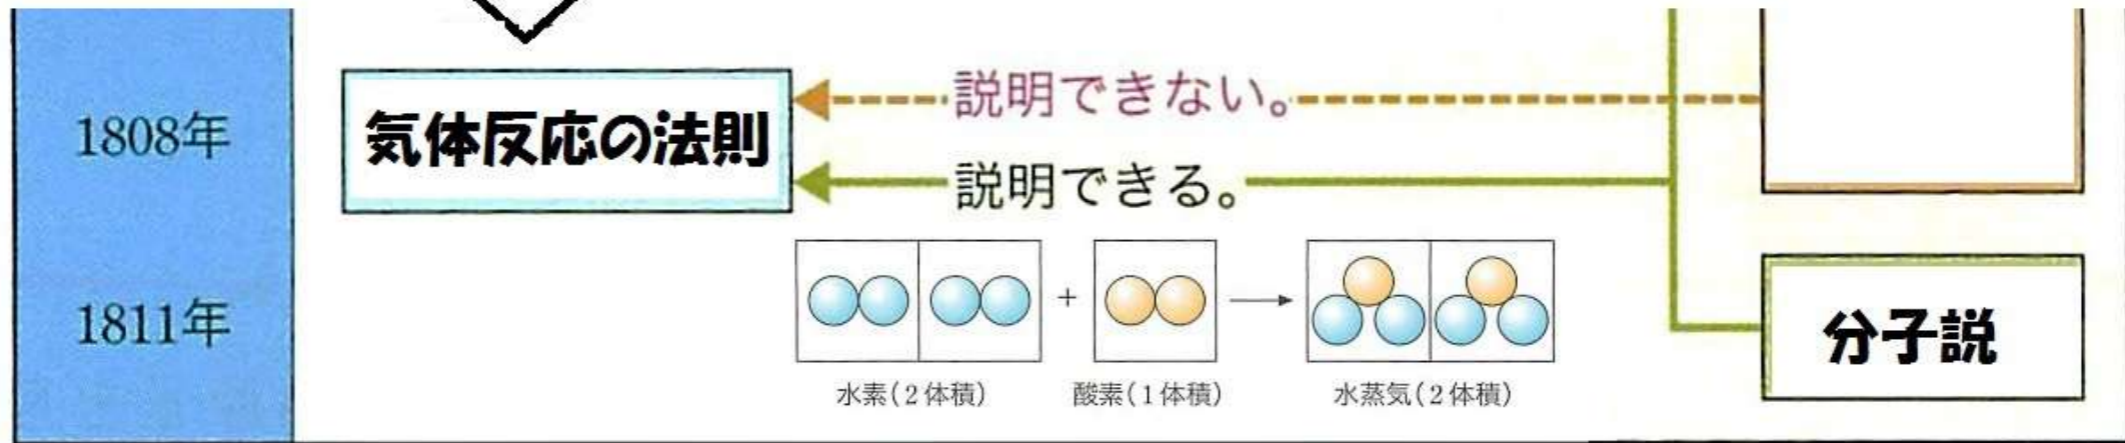 1808年
気体反応の法則
説明できない。
説明できる。
1811年
+
水素(2体積)
酸素(1体積)
水蒸気(2体積)
分子説